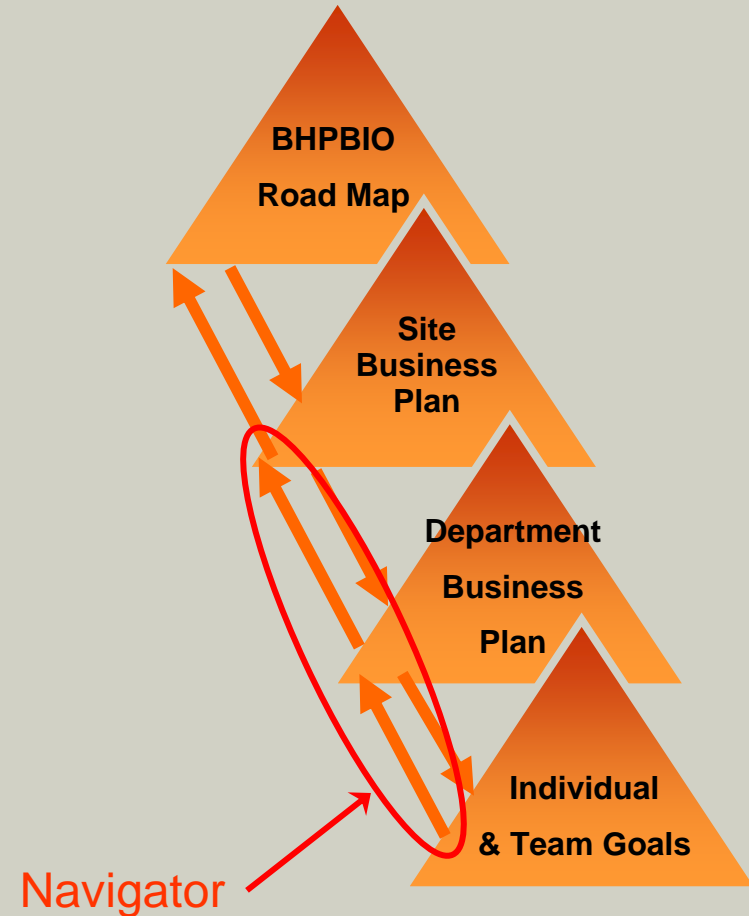 BHPBIO
Road Map
Site
Business
Plan
Department
Business
Plan
Individual
& Team Goals
Navigator